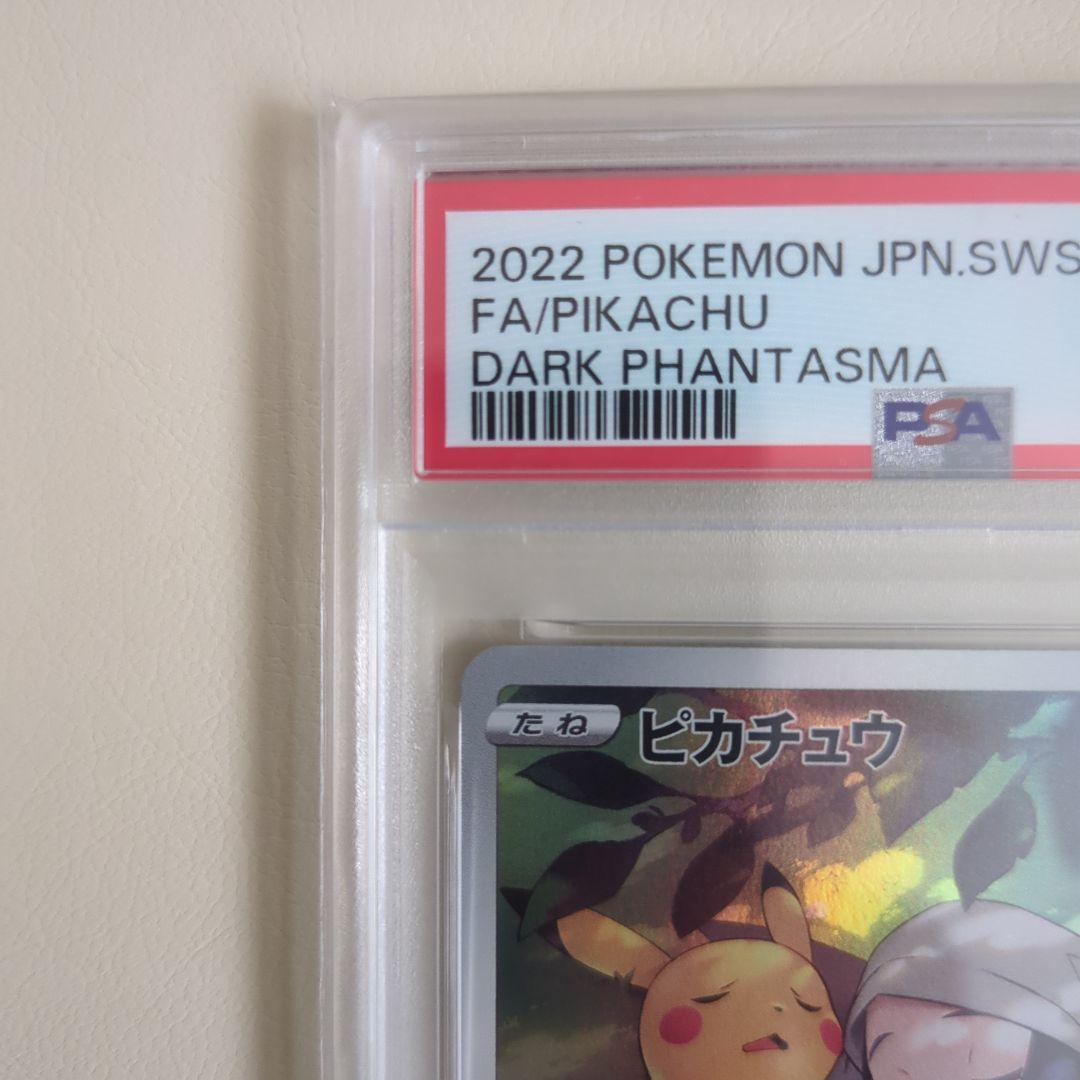 2022 POKEMON JPN.SWS
FA/PIKACHU
DARK PHANTASMA
PSA
たね ピカチュウ